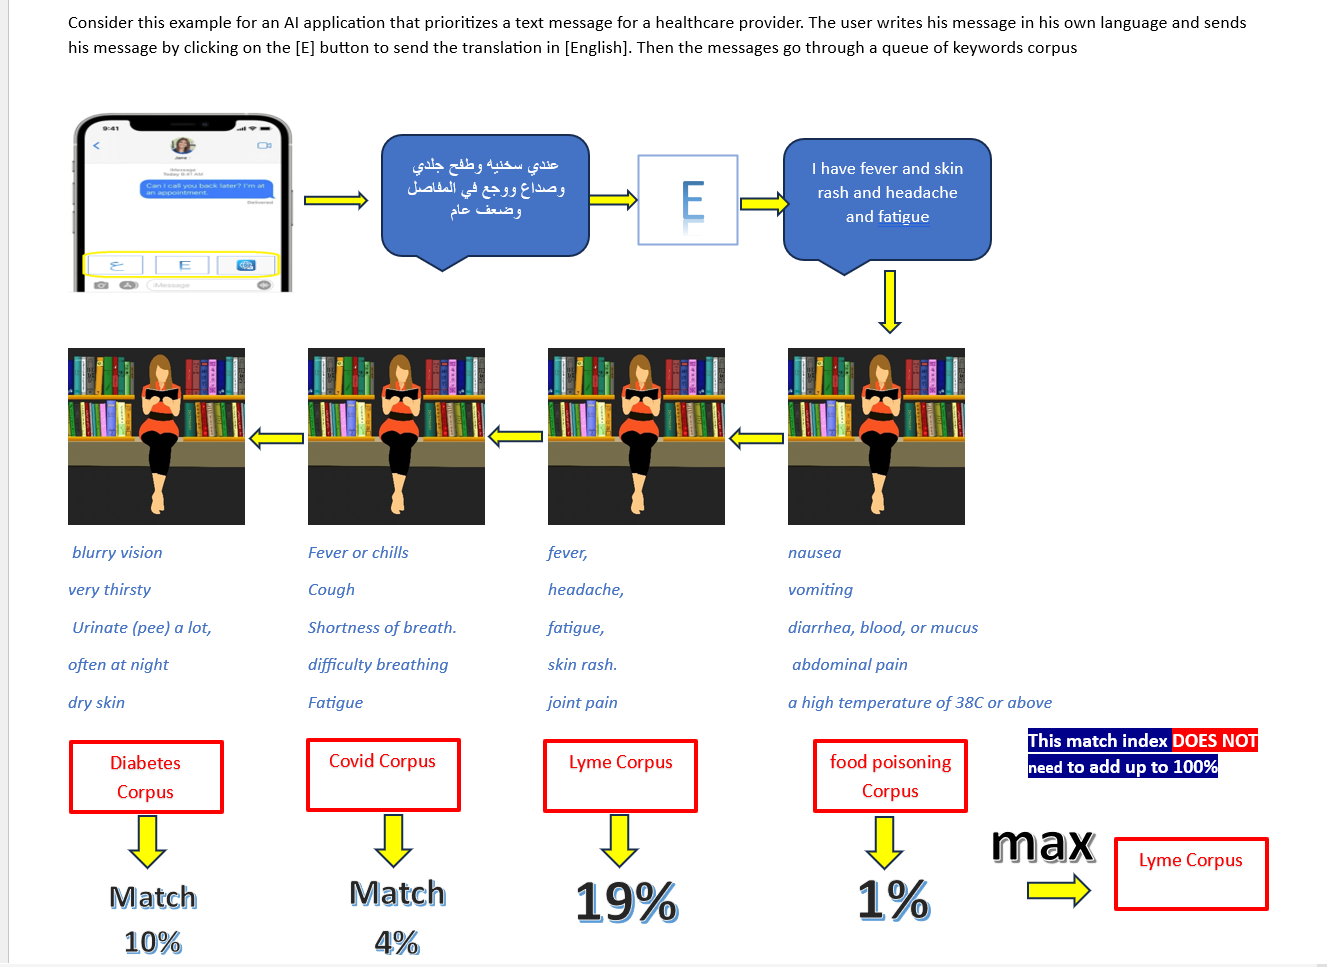 Consider this example for an AI application that prioritizes a text message for a healthcare provider. The user writes his message in his own language and sends
his message by clicking on the [E] button to send the translation in [English]. Then the messages go through a queue of keywords corpus
9:41
Jane
iMessage
Today 9:41 AM
Can I call you back later? I'm at
an appointment.
Delivered
ع
E
iMessage
عندي سخنيه وطفح جلدي
وصداع ووجع في المفاصل
وضعف عام
E
I have fever and skin
rash and headache
and fatigue
blurry vision
very thirsty
Urinate (pee) a lot,
often at night
dry skin
Fever or chills
Cough
Shortness of breath.
difficulty breathing
Fatigue
fever,
headache,
fatigue,
skin rash.
joint pain
nausea
vomiting
diarrhea, blood, or mucus
abdominal pain
a high temperature of 38C or above
This match index DOES NOT
need to add up to 100%
Diabetes
Corpus
Covid Corpus
Lyme Corpus
food poisoning
Corpus
Match
10%
Match
4%
19%
1%
max
Lyme Corpus